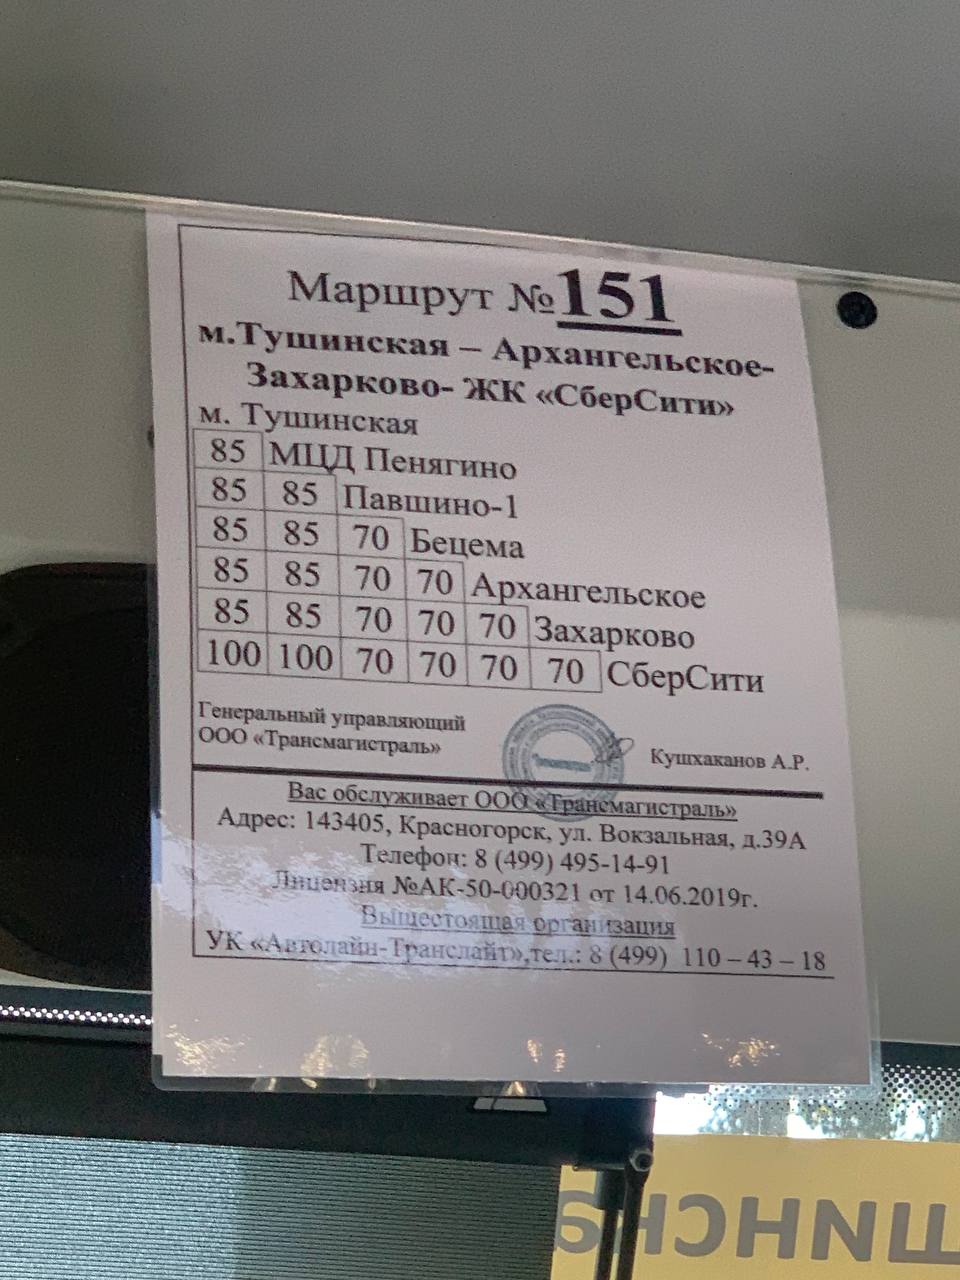 Маршрут №151
м.Тушинская – Архангельское-
Захарково- ЖК «СберСити»
м. Тушинская
85 МЦД Пенягино
85 85 Павшино-1
85 85 70 Бецема
85 85 70 70 Архангельское
85 85 70 70 70 Захарково
100 100 70 70 70 70 СберСити
Генеральный управляющий
ООО «Трансмагистраль»
Кушхаканов А.Р.
Вас обслуживает ООО «Трансмагистраль»
Адрес: 143405, Красногорск, ул. Вокзальная, д.39А
Телефон: 8 (499) 495-14-91
Лицензия №АК-50-000321 от 14.06.2019г.
Выщестоящая организация
УК «Автолайн-Транслайт»,тел.: 8 (499) 110 – 43 – 18